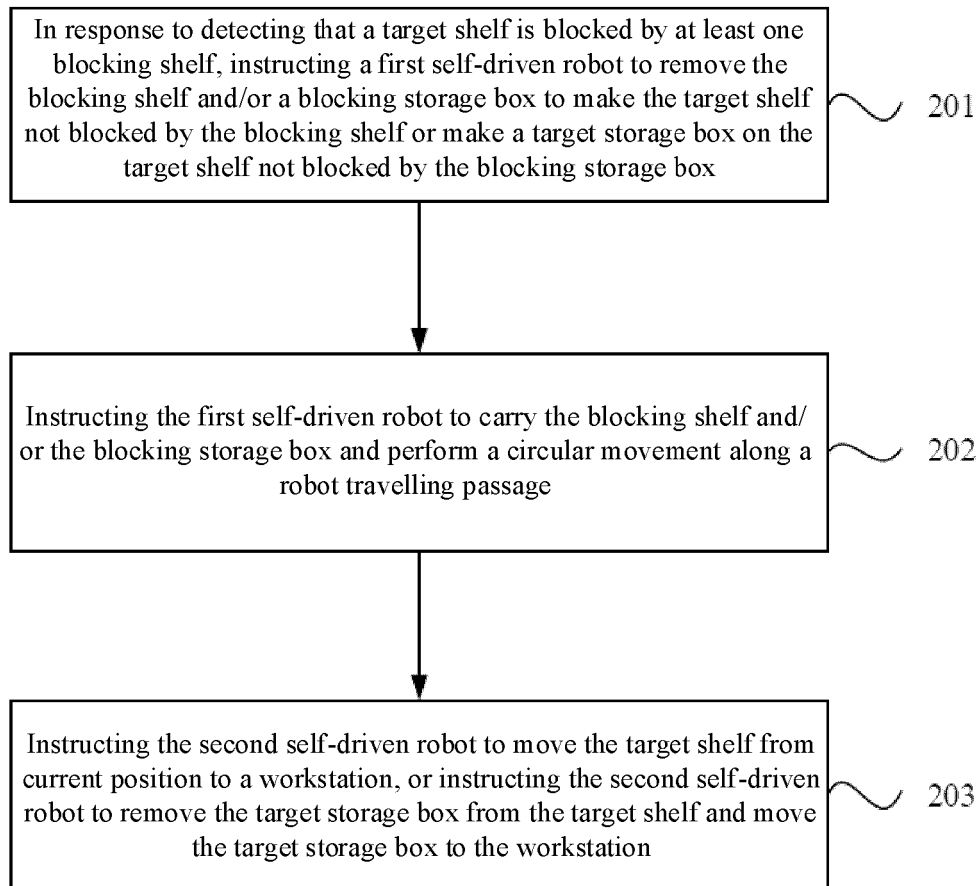 In response to detecting that a target shelf is blocked by at least one
blocking shelf, instructing a first self-driven robot to remove the
blocking shelf and/or a blocking storage box to make the target shelf
not blocked by the blocking shelf or make a target storage box on the
target shelf not blocked by the blocking storage box
201
Instructing the first self-driven robot to carry the blocking shelf and/
or the blocking storage box and perform a circular movement along a
robot travelling passage
202
Instructing the second self-driven robot to move the target shelf from
current position to a workstation, or instructing the second self-driven
robot to remove the target storage box from the target shelf and move
the target storage box to the workstation
203